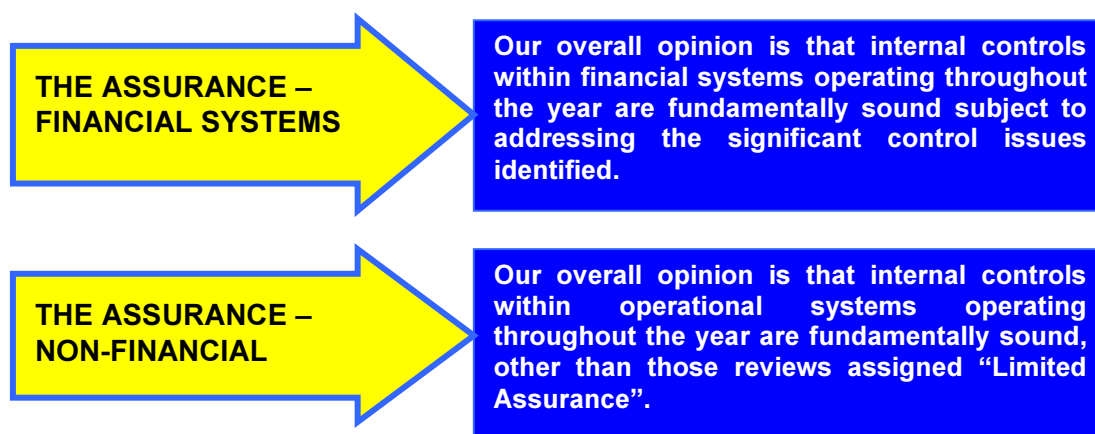 THE ASSURANCE –
FINANCIAL SYSTEMS
Our overall opinion is that internal controls
within financial systems operating throughout
the year are fundamentally sound subject to
addressing the significant control issues
identified.
THE ASSURANCE –
NON-FINANCIAL
Our overall opinion is that internal controls
within operational systems operating
throughout the year are fundamentally sound,
other than those reviews assigned “Limited
Assurance”.